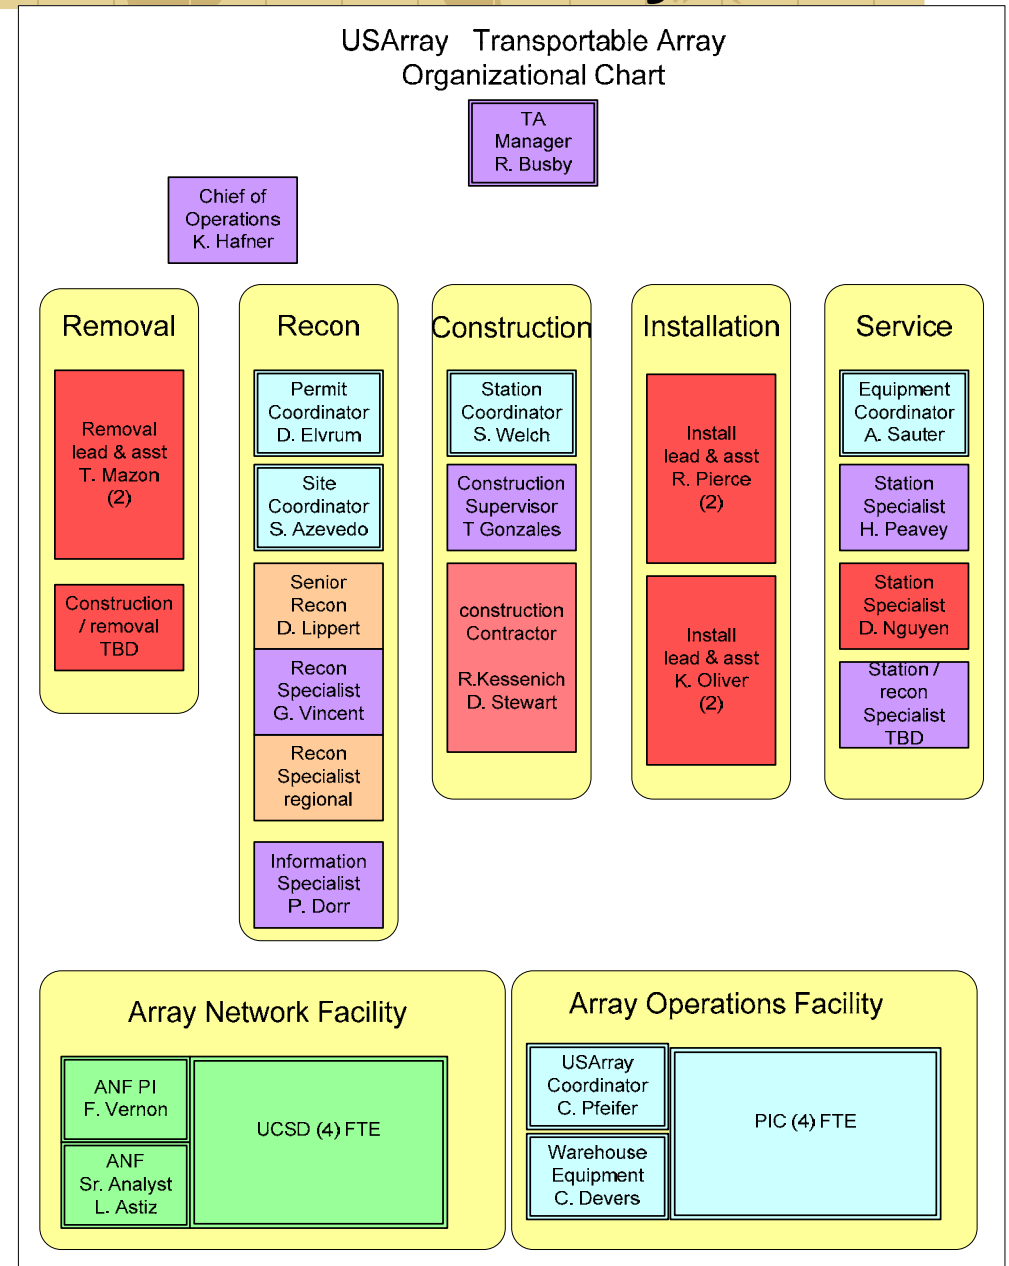 USArray Transportable Array
Organizational Chart
TA
Manager
R. Busby
Chief of
Operations
K. Hafner
Removal
Removal
lead & asst
T. Mazon
(2)
Construction
/ removal
TBD
Recon
Permit
Coordinator
D. Elvrum
Site
Coordinator
S. Azevedo
Senior
Recon
D. Lippert
Recon
Specialist
G. Vincent
Recon
Specialist
regional
Information
Specialist
P. Dorr
Construction
Station
Coordinator
S. Welch
Construction
Supervisor
T Gonzales
construction
Contractor
R.Kessenich
D. Stewart
Installation
Install
lead & asst
R. Pierce
(2)
Install
lead & asst
K. Oliver
(2)
Service
Equipment
Coordinator
A. Sauter
Station
Specialist
H. Peavey
Station
Specialist
D. Nguyen
Station /
recon
Specialist
TBD
Array Network Facility
ANF PI
F. Vernon
ANF
Sr. Analyst
L. Astiz
UCSD (4) FTE
Array Operations Facility
USArray
Coordinator
C. Pfeifer
Warehouse
Equipment
C. Devers
PIC (4) FTE